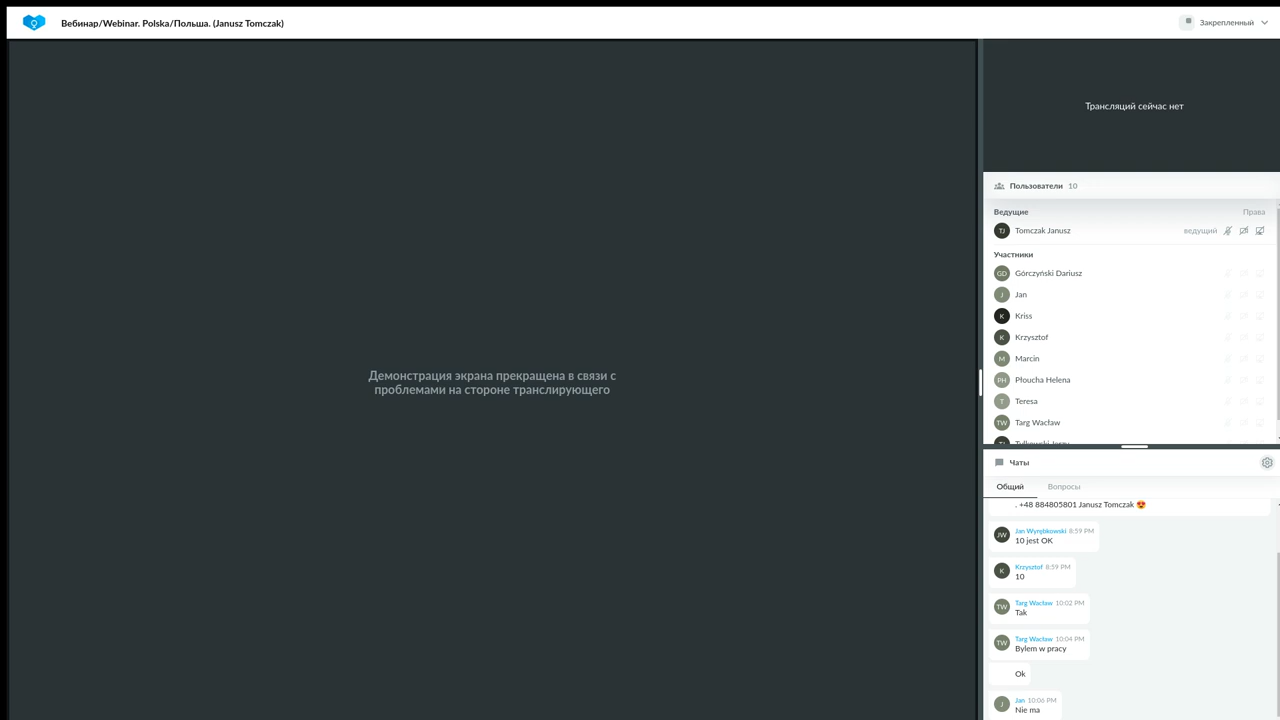 Вебинар/Webinar. Polska/Польша. (Janusz Tomczak)
Закрепленный
Демонстрация экрана прекращена в связи с
проблемами на стороне транслирующего
Трансляций сейчас нет
Пользователи 10
Ведущие Права
TJ Tomczak Janusz ведущий
Участники
GD Górczyński Dariusz
J Jan
K Kriss
K Krzysztof
M Marcin
PH Płoucha Helena
T Teresa
TW Targ Wacław
TJ Tylkowski Jerzy
Чаты
Общий Вопросы
. +48 884805801 Janusz Tomczak 😍
JW Jan Wyrębkowski 8:59 PM
10 jest OK
K Krzysztof 8:59 PM
10
TW Targ Wacław 10:02 PM
Tak
TW Targ Wacław 10:04 PM
Bylem w pracy
Ok
J Jan 10:06 PM
Nie ma